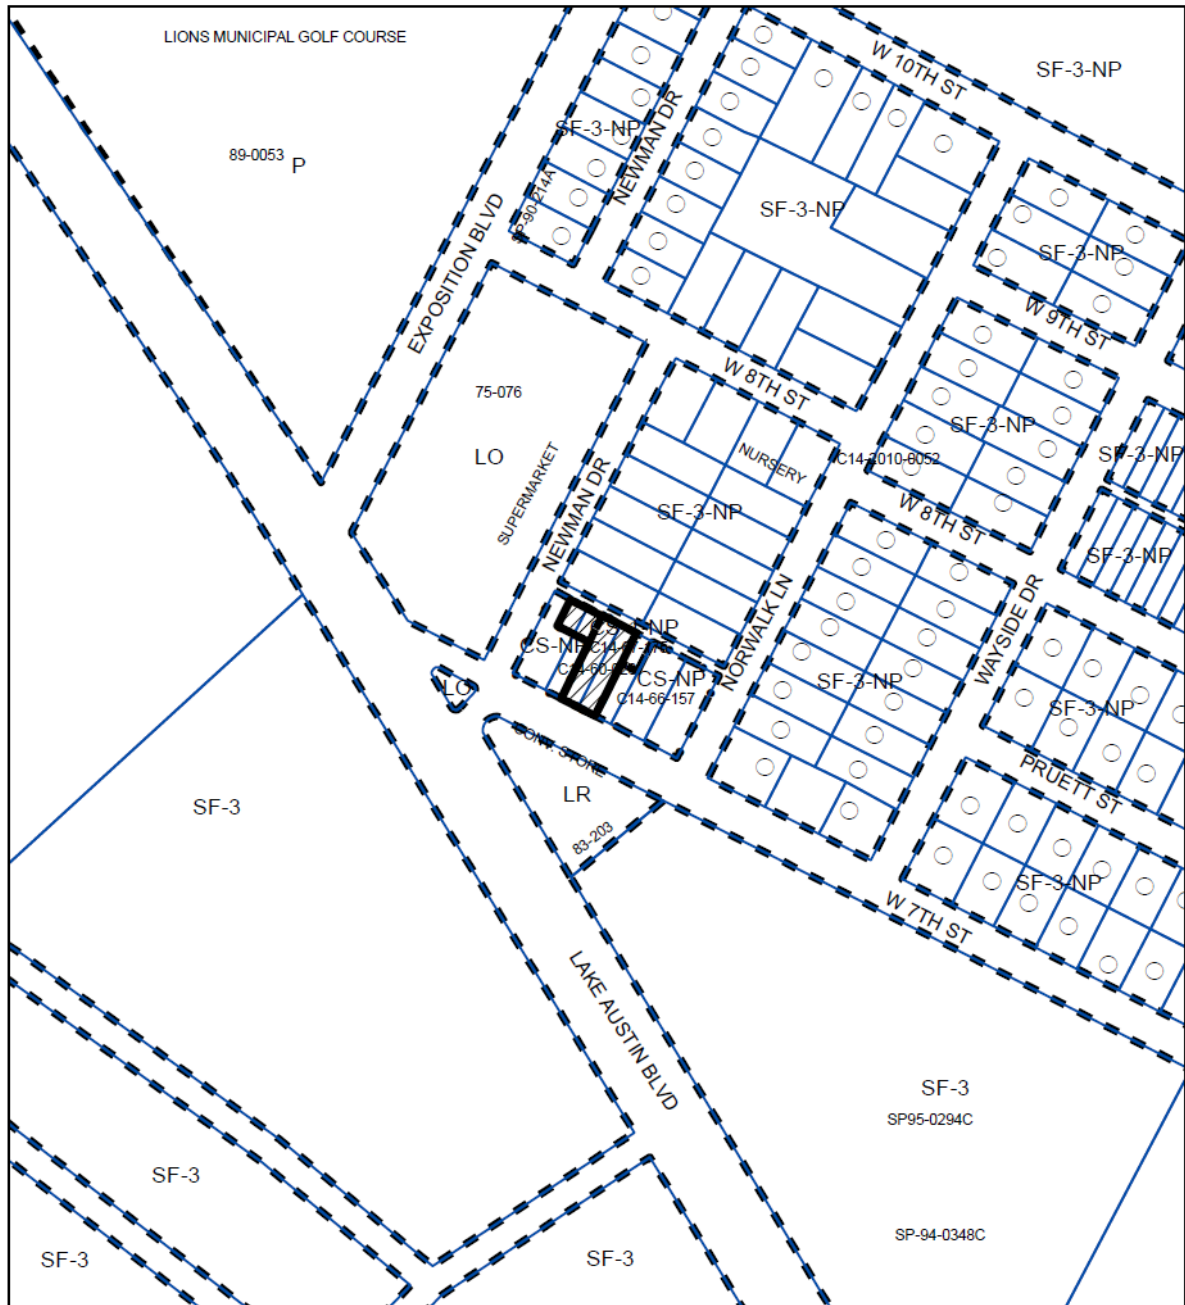 LIONS MUNICIPAL GOLF COURSE
W 10TH ST
SF-3-NP
SF-3-NP
NEWMAN DR
89-0053
P
SP-90-214A
SF-3-NP
EXPOSITION BLVD
SF-3-NP
W 9TH ST
W 8TH ST
75-076
SF-3-NP
LO
SUPERMARKET
NURSERY
C14-2010-0052
SF-3-NP
NEWMAN DR
SF-3-NP
W 8TH ST
SF-3-NP
NORWALK LN
WAYSIDE DR
CS-NP
CS-NP
C14-66-157
LO
SF-3-NP
SF-3-NP
CONV. STORE
PRUETT ST
LR
SF-3
83-203
SF-3-NP
W 7TH ST
LAKE AUSTIN BLVD
SF-3
SP95-0294C
SF-3
SP-94-0348C
SF-3
SF-3